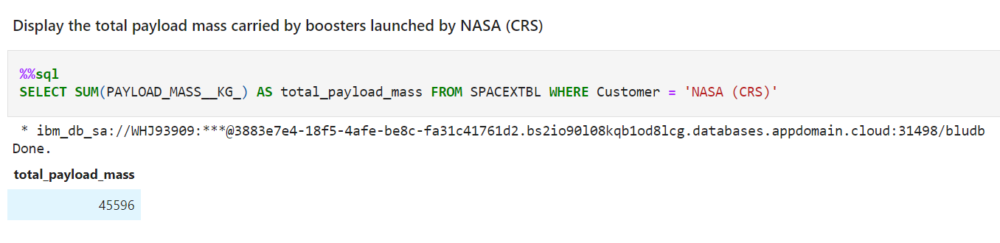 Display the total payload mass carried by boosters launched by NASA (CRS)
%%sql
SELECT SUM(PAYLOAD_MASS__KG_) AS total_payload_mass FROM SPACEXTBL WHERE Customer = 'NASA (CRS)'
* ibm_db_sa://WHJ93909:***@3883e7e4-18f5-4afe-be8c-fa31c41761d2.bs2io90l08kqb1od8lcg.databases.appdomain.cloud:31498/bludb
Done.
total_payload_mass
45596